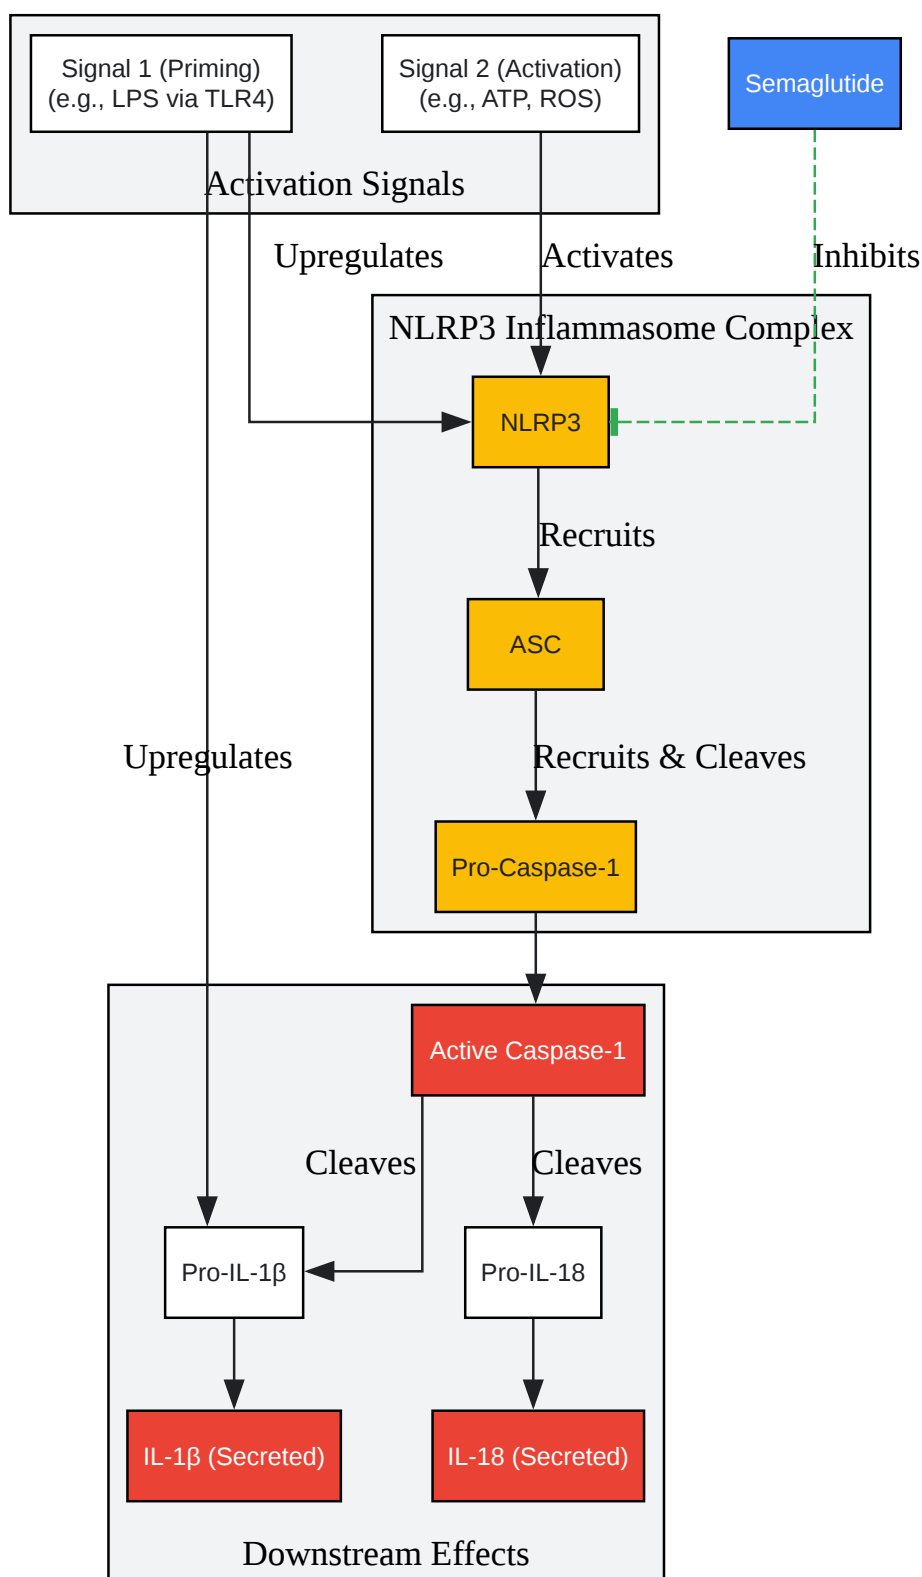 Signal 1 (Priming)
(e.g., LPS via TLR4)
Signal 2 (Activation)
(e.g., ATP, ROS)
Semaglutide
Activation Signals
Upregulates
Activates
Inhibits
NLRP3 Inflammasome Complex
NLRP3
Recruits
ASC
Upregulates
Recruits & Cleaves
Pro-Caspase-1
Active Caspase-1
Cleaves
Cleaves
Pro-IL-1β
Pro-IL-18
IL-1β (Secreted)
IL-18 (Secreted)
Downstream Effects